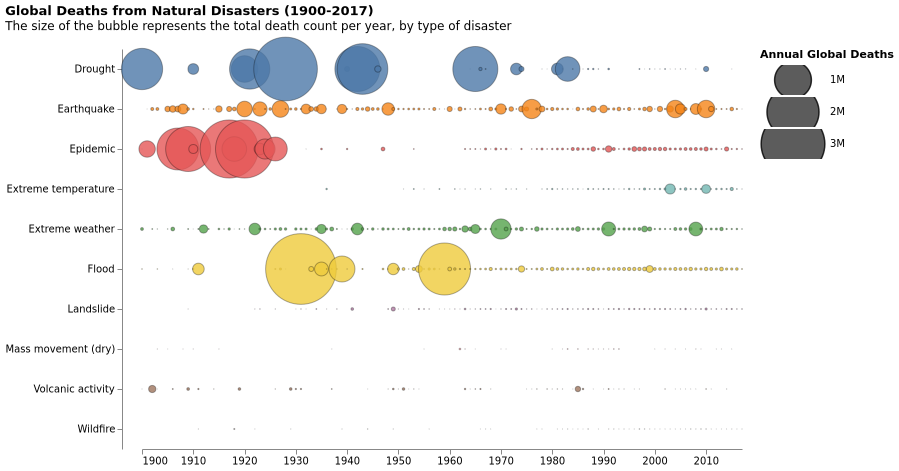 Global Deaths from Natural Disasters (1900-2017)
The size of the bubble represents the total death count per year, by type of disaster
Annual Global Deaths
1M
2M
3M
Drought
Earthquake
Epidemic
Extreme temperature
Extreme weather
Flood
Landslide
Mass movement (dry)
Volcanic activity
Wildfire
1900 1910 1920 1930 1940 1950 1960 1970 1980 1990 2000 2010